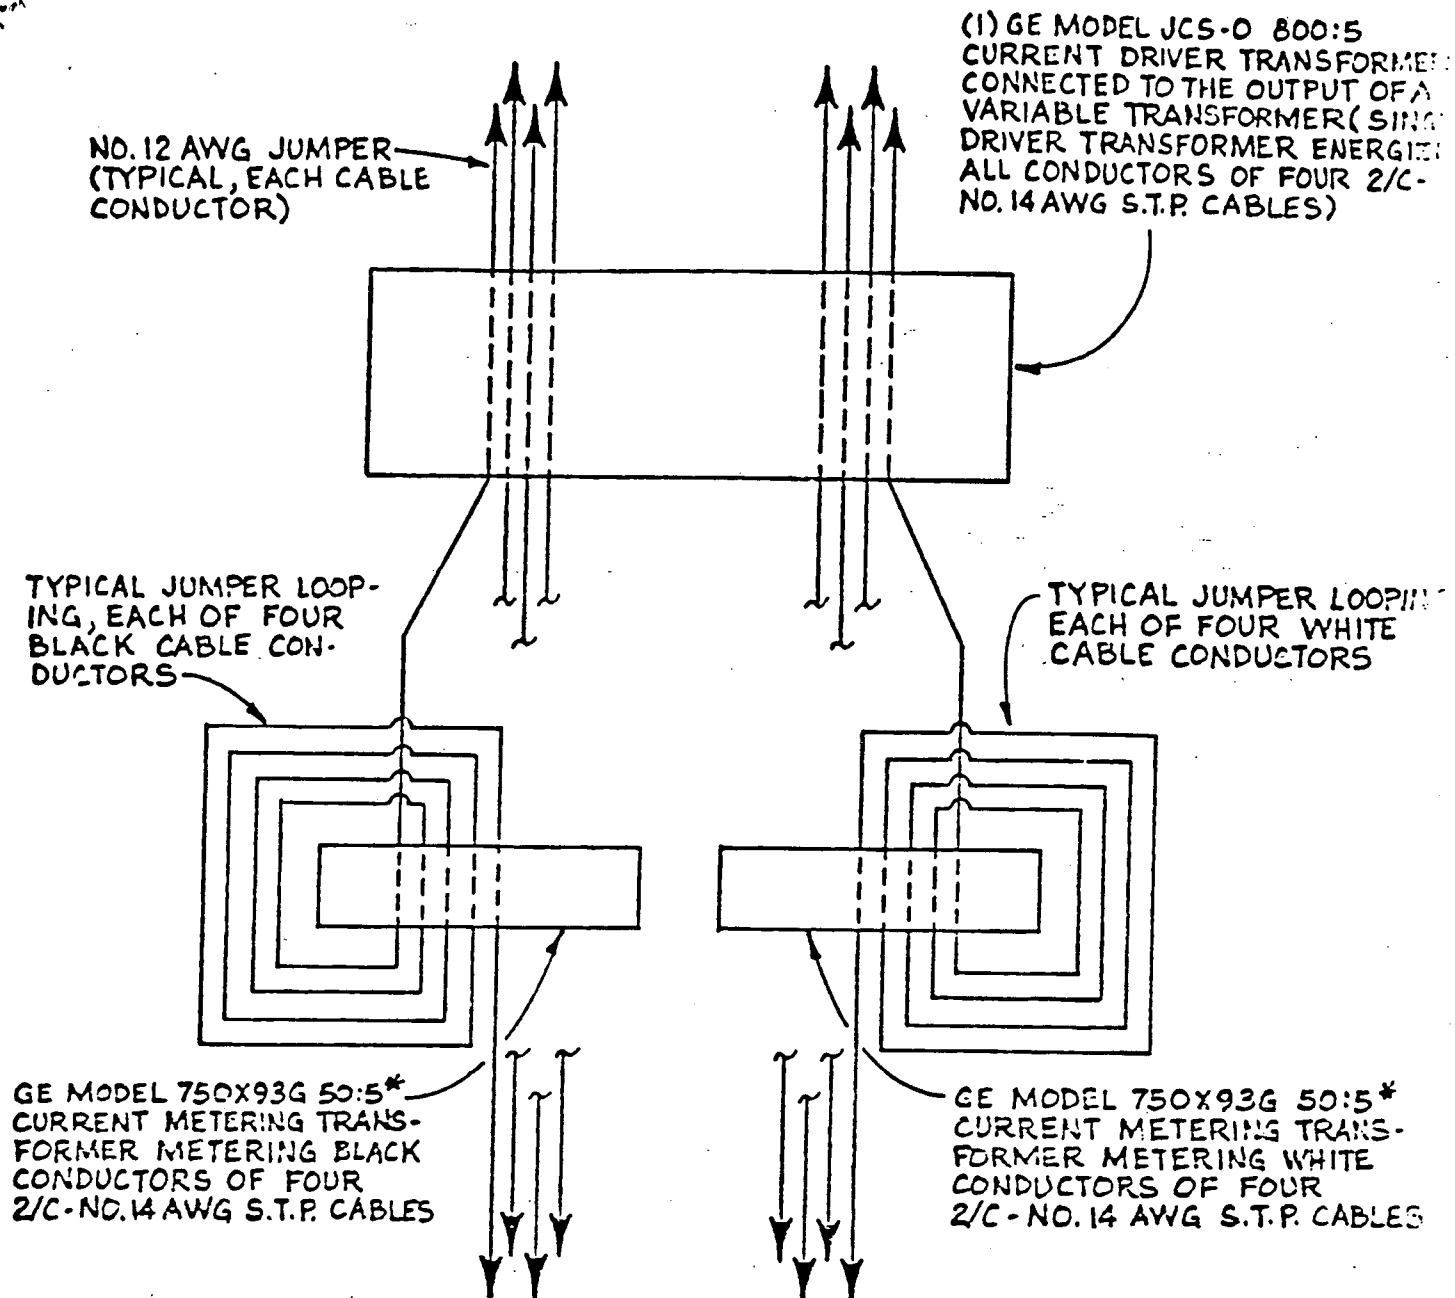 (1) GE MODEL JCS-O 800:5
CURRENT DRIVER
CONNECTED TO THE OUTPUT OF A
VARIABLE TRANSFORMER (
DRIVER TRANSFORMER
ALL CONDUCTORS OF FOUR 2/C-
NO. 14 AWG S.T.P. CABLES)
NO. 12 AWG JUMPER
(TYPICAL, EACH CABLE
CONDUCTOR)
TYPICAL JUMPER LOOP-
ING, EACH OF FOUR
BLACK CABLE CON-
DUCTORS
TYPICAL JUMPER
EACH OF FOUR WHITE
CABLE CONDUCTORS
GE MODEL 750X93G 50:5*
CURRENT METERING TRANS-
FORMER METERING BLACK
CONDUCTORS OF FOUR
2/C-NO. 14 AWG S.T.P. CABLES
GE MODEL 750X93G 50:5*
CURRENT METERING TRANS-
FORMER METERING WHITE
CONDUCTORS OF FOUR
2/C-NO. 14 AWG S.T.P. CABLES